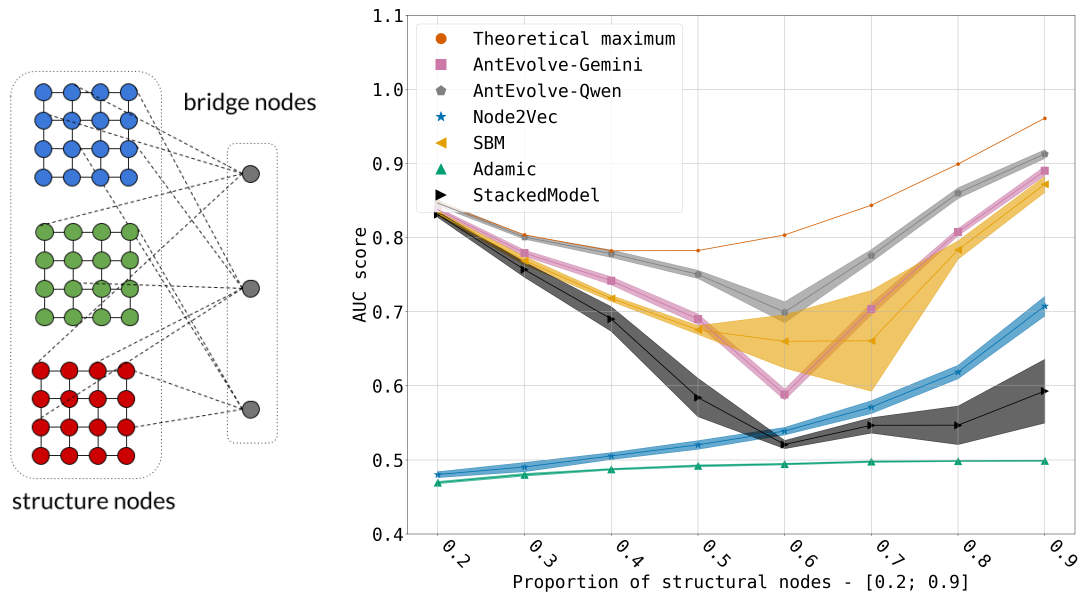 bridge nodes
structure nodes
1.1
1.0
0.9
0.8
0.7
0.6
0.5
0.4
AUC score
Theoretical maximum
AntEvolve-Gemini
AntEvolve-Qwen
Node2Vec
SBM
Adamic
StackedModel
0.2
0.3
0.4
0.5
0.6
0.7
0.8
0.9
Proportion of structural nodes - [0.2; 0.9]